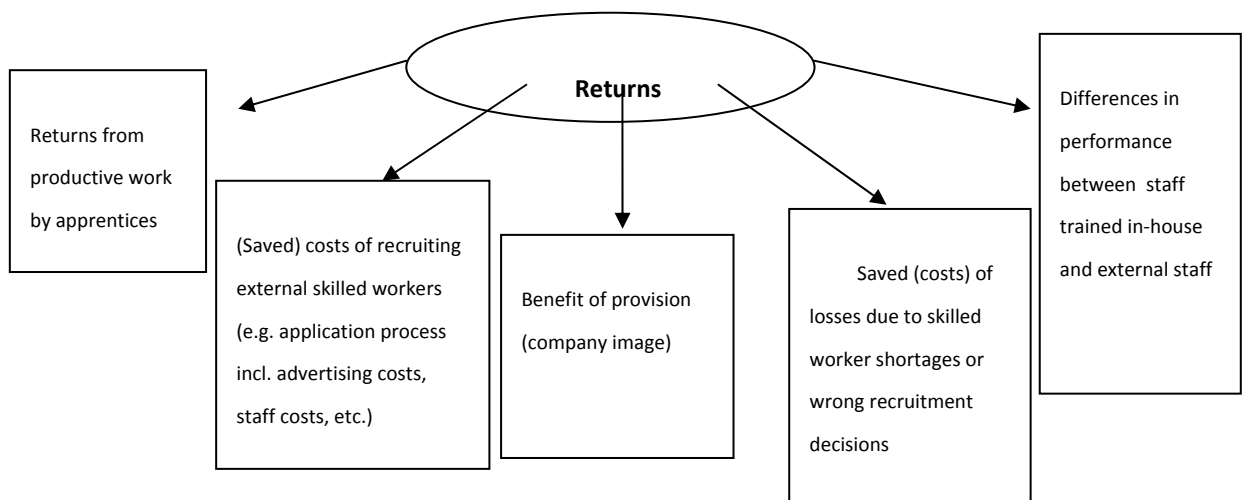 Returns
Returns from
productive work
by apprentices
(Saved) costs of recruiting
external skilled workers
(e.g. application process
incl. advertising costs,
staff costs, etc.)
Benefit of provision
(company image)
Saved (costs) of
losses due to skilled
worker shortages or
wrong recruitment
decisions
Differences in
performance
between staff
trained in-house
and external staff